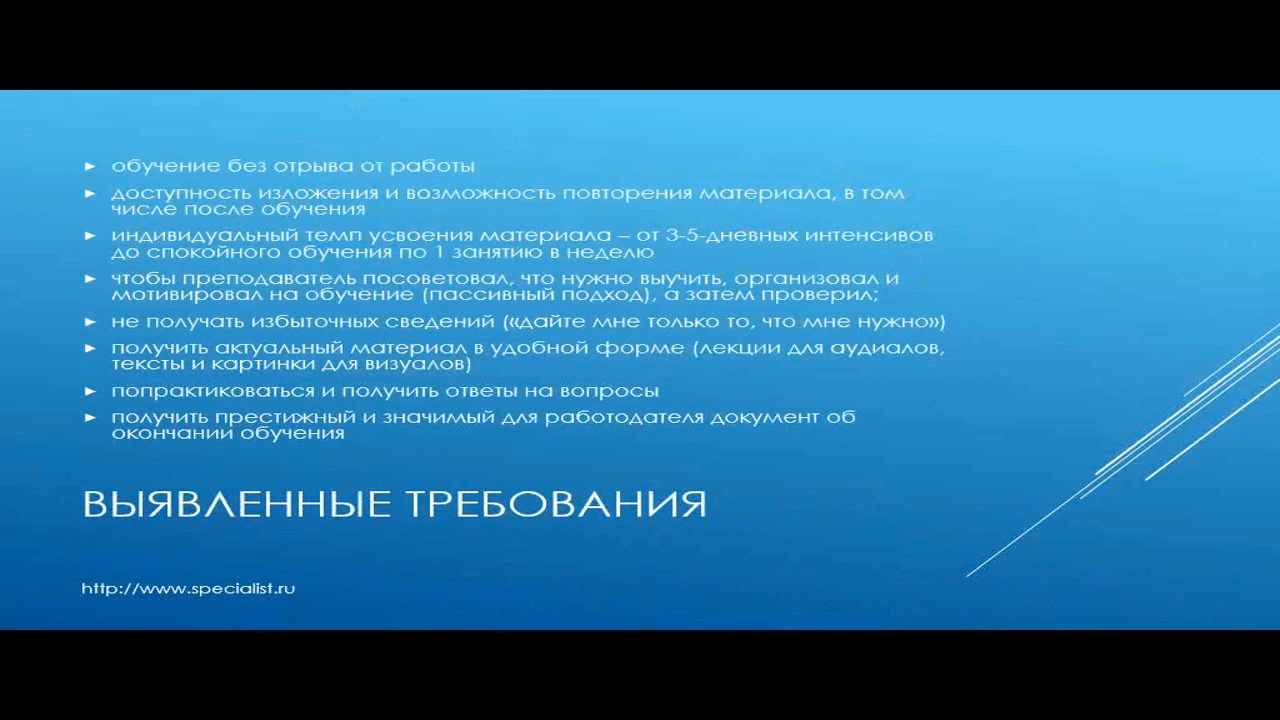 обучение без отрыва от работы
доступность изложения и возможность повторения материала, в том
числе после обучения
индивидуальный темп усвоения материала – от 3-5-дневных интенсивов
до спокойного обучения по 1 занятию в неделю
чтобы преподаватель посоветовал, что нужно выучить, организовал и
мотивировал на обучение (пассивный подход), а затем проверил;
не получать избыточных сведений («дайте мне только то, что мне нужно»)
получить актуальный материал в удобной форме (лекции для аудиалов,
тексты и картинки для визуалов)
попрактиковаться и получить ответы на вопросы
получить престижный и значимый для работодателя документ об
окончании обучения
ВЫЯВЛЕННЫЕ ТРЕБОВАНИЯ
http://www.specialist.ru